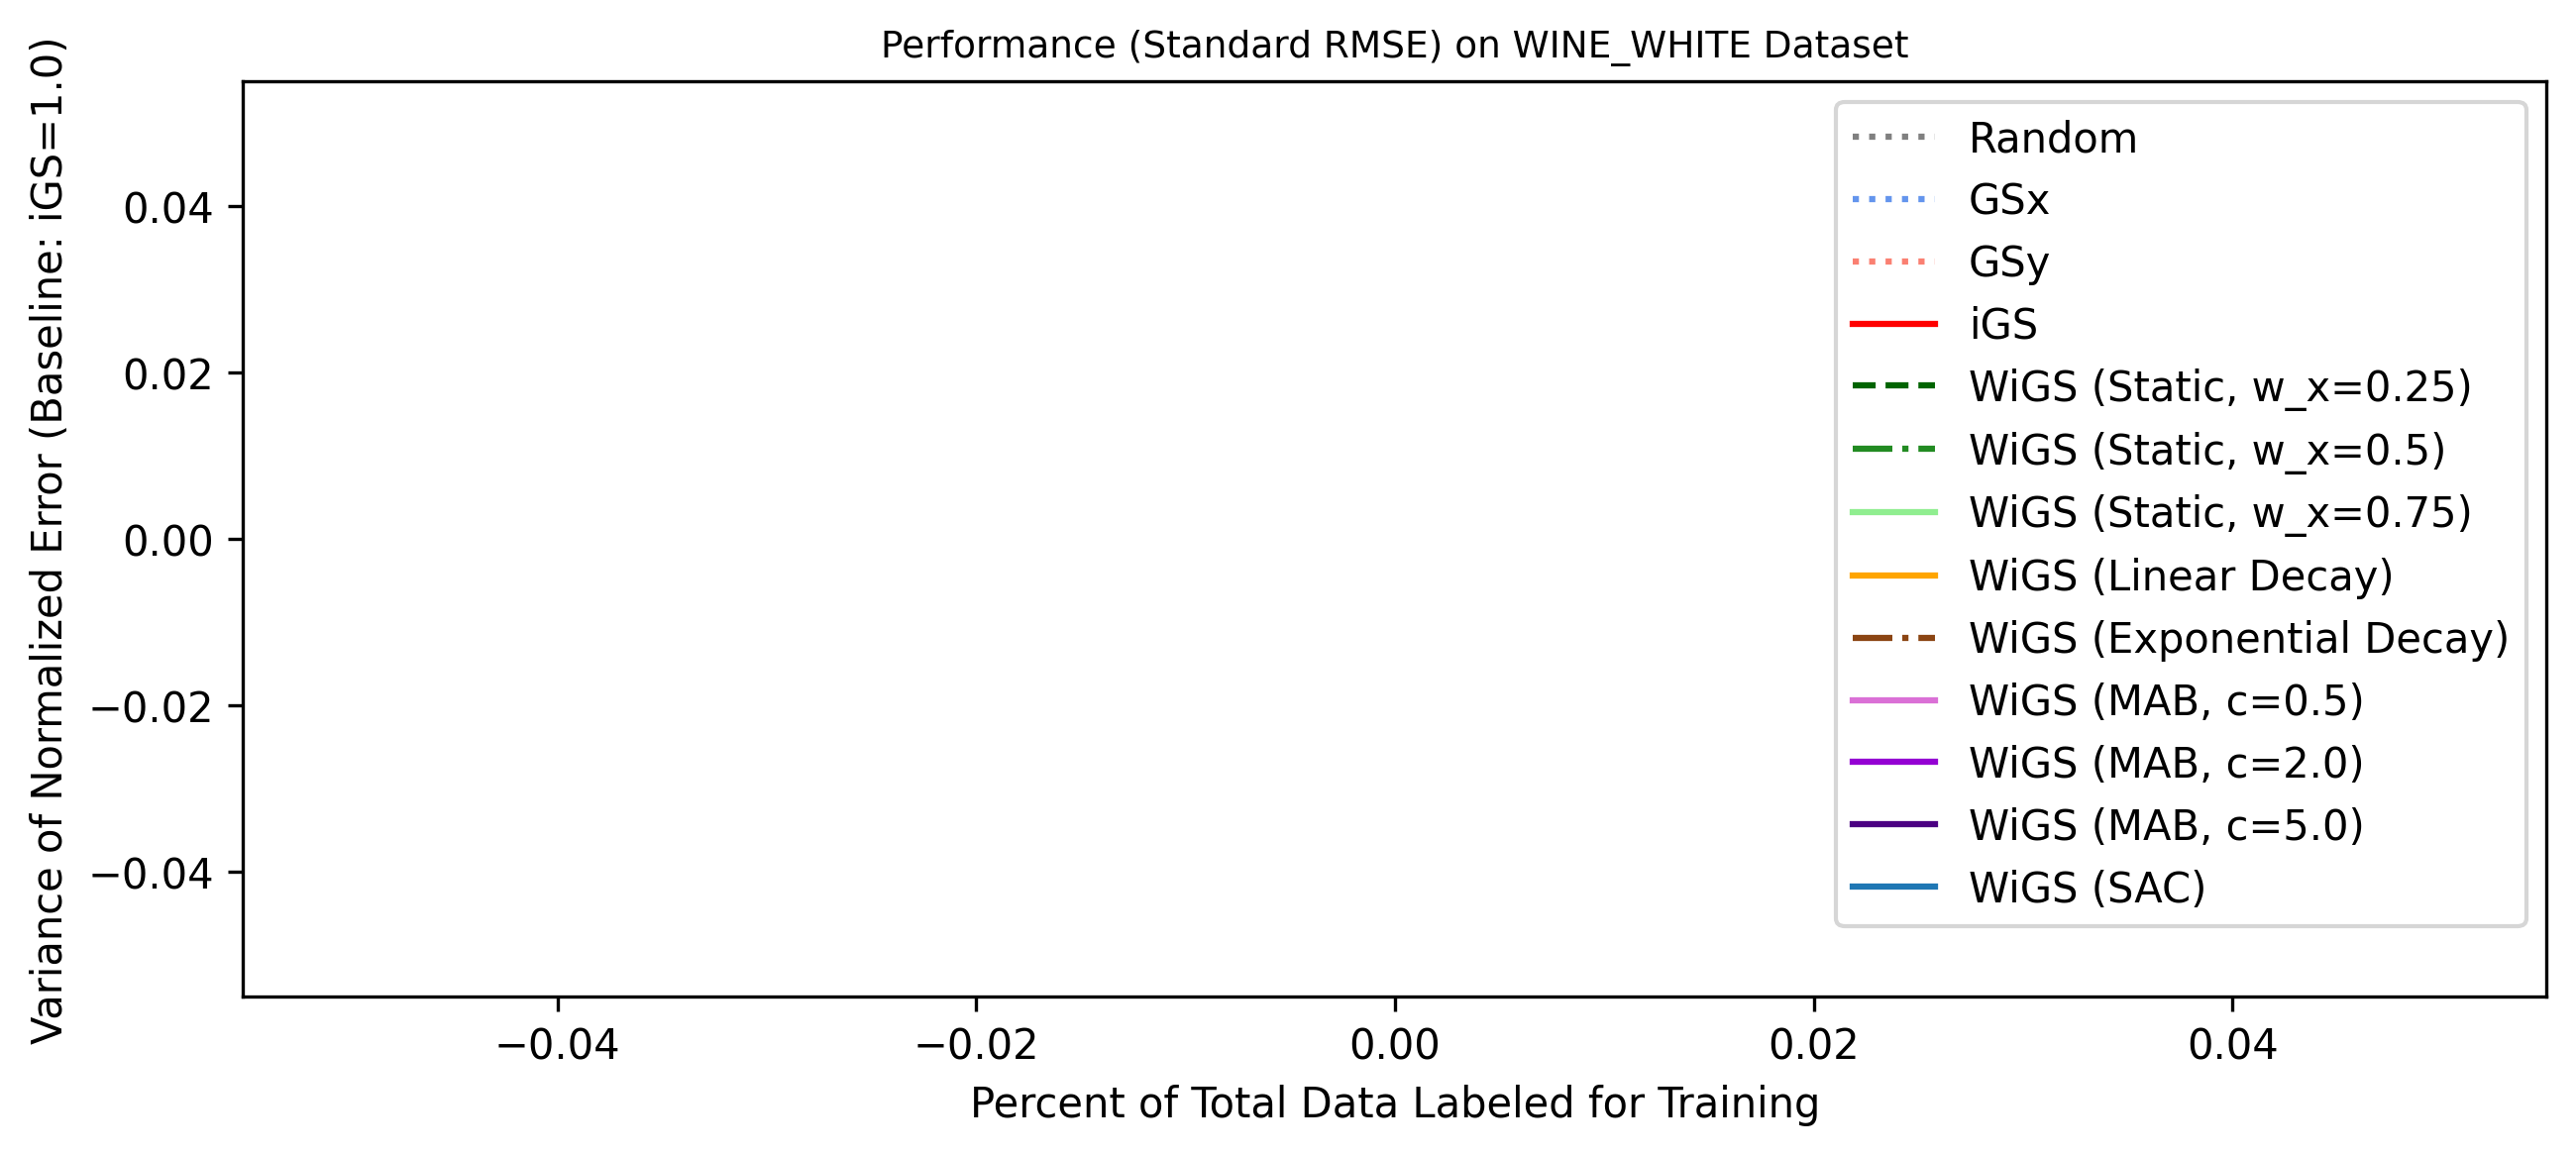 Performance (Standard RMSE) on WINE_WHITE Dataset
Variance of Normalized Error (Baseline: iGS=1.0)
0.04
0.02
0.00
−0.02
−0.04
Random
GSx
GSy
iGS
WiGS (Static, w_x=0.25)
WiGS (Static, w_x=0.5)
WiGS (Static, w_x=0.75)
WiGS (Linear Decay)
WiGS (Exponential Decay)
WiGS (MAB, c=0.5)
WiGS (MAB, c=2.0)
WiGS (MAB, c=5.0)
WiGS (SAC)
−0.04 −0.02 0.00 0.02 0.04
Percent of Total Data Labeled for Training